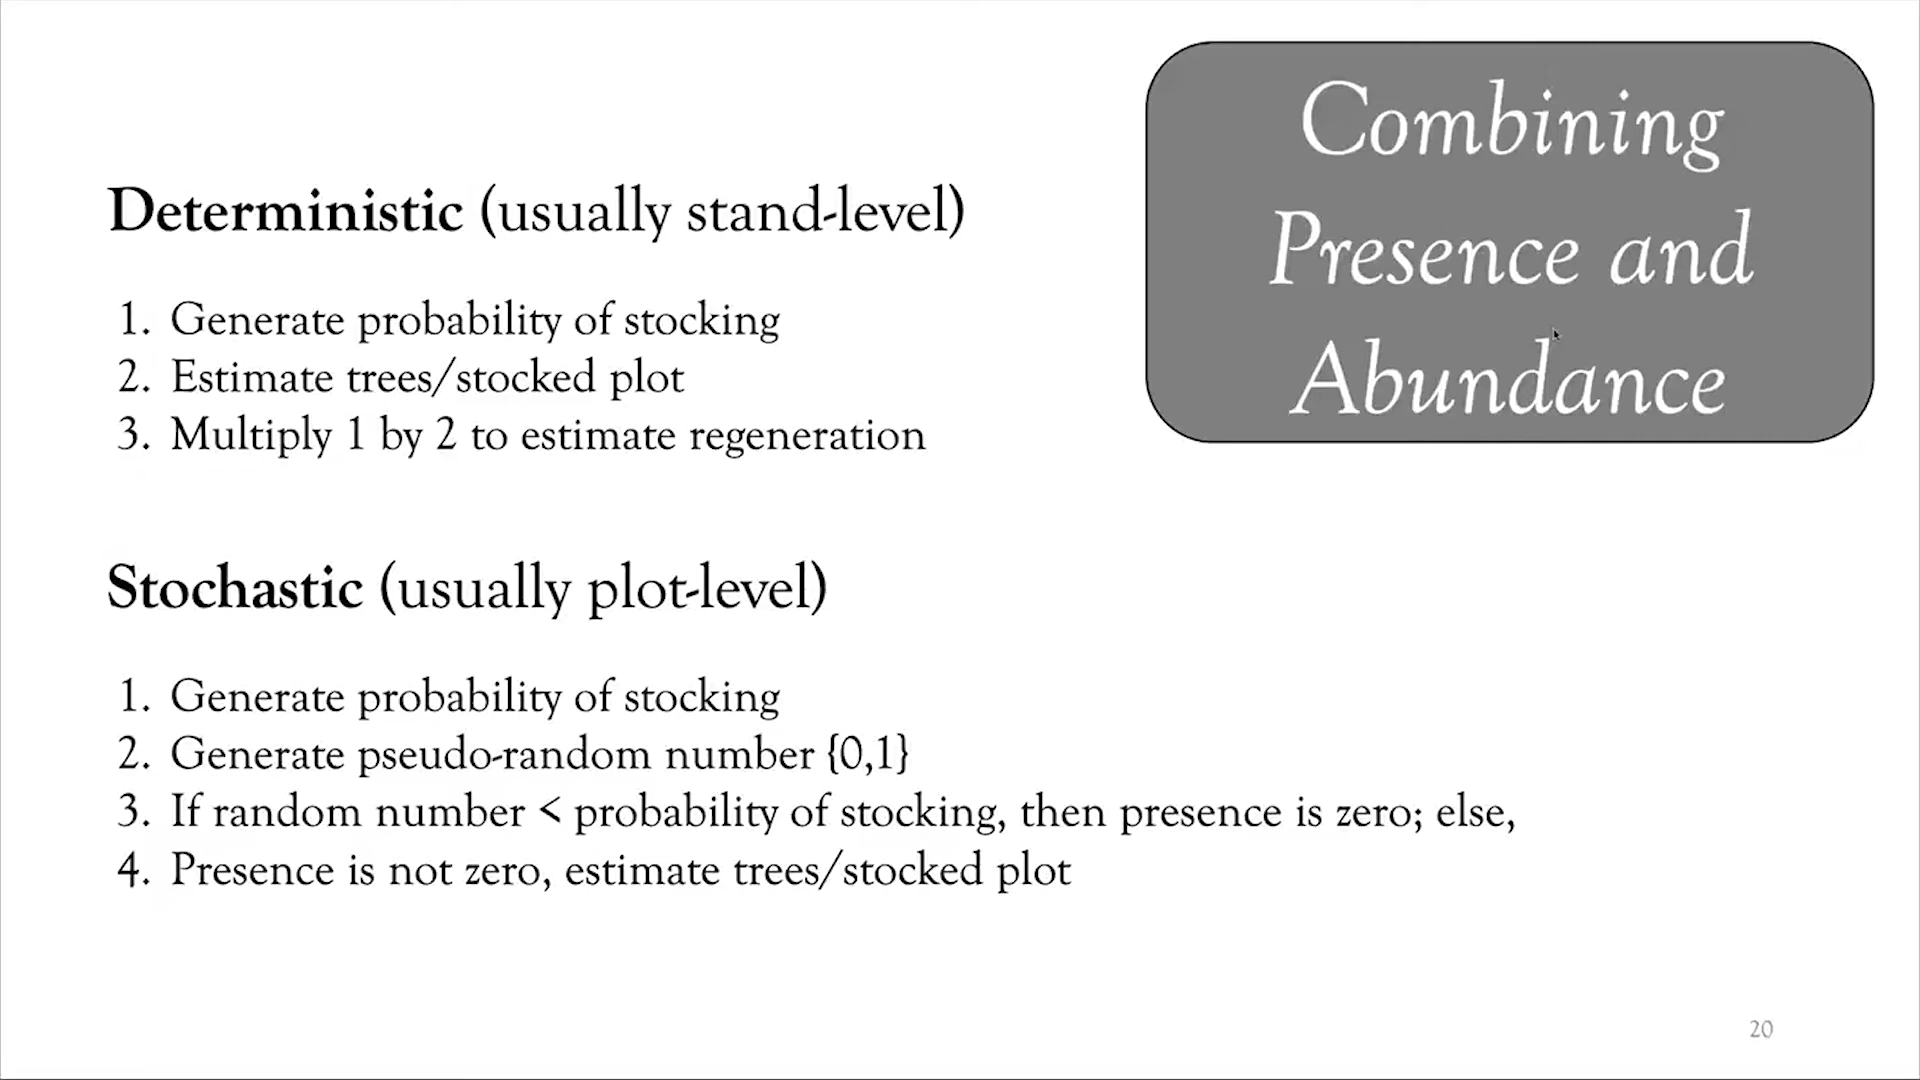 Combining
Presence and
Abundance
Deterministic (usually stand-level)
1. Generate probability of stocking
2. Estimate trees/stocked plot
3. Multiply 1 by 2 to estimate regeneration
Stochastic (usually plot-level)
1. Generate probability of stocking
2. Generate pseudo-random number {0,1}
3. If random number < probability of stocking, then presence is zero; else,
4. Presence is not zero, estimate trees/stocked plot
20